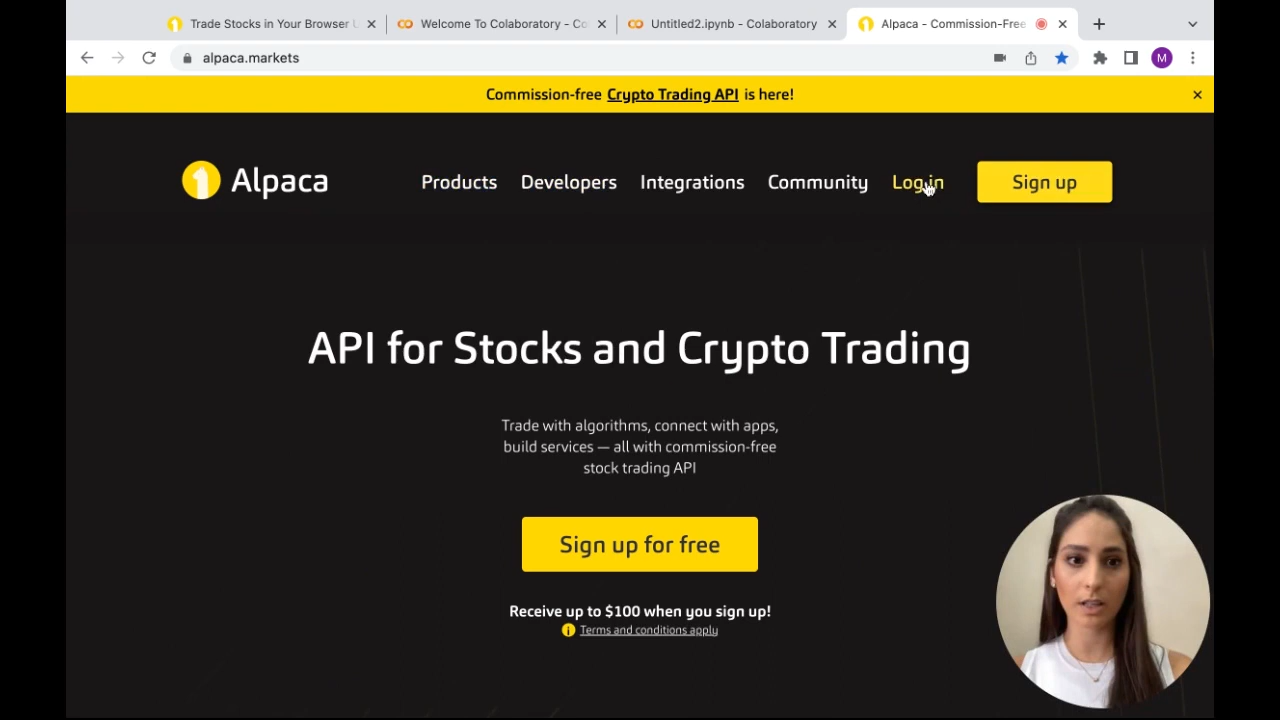 Trade Stocks in Your Browser U
Welcome To Colaboratory - Co
Untitled2.ipynb - Colaboratory
Alpaca - Commission-Free
alpaca.markets
M
Commission-free Crypto Trading API is here!
Alpaca
Products
Developers
Integrations
Community
Log in
Sign up
API for Stocks and Crypto Trading
Trade with algorithms, connect with apps,
build services — all with commission-free
stock trading API
Sign up for free
Receive up to $100 when you sign up!
Terms and conditions apply